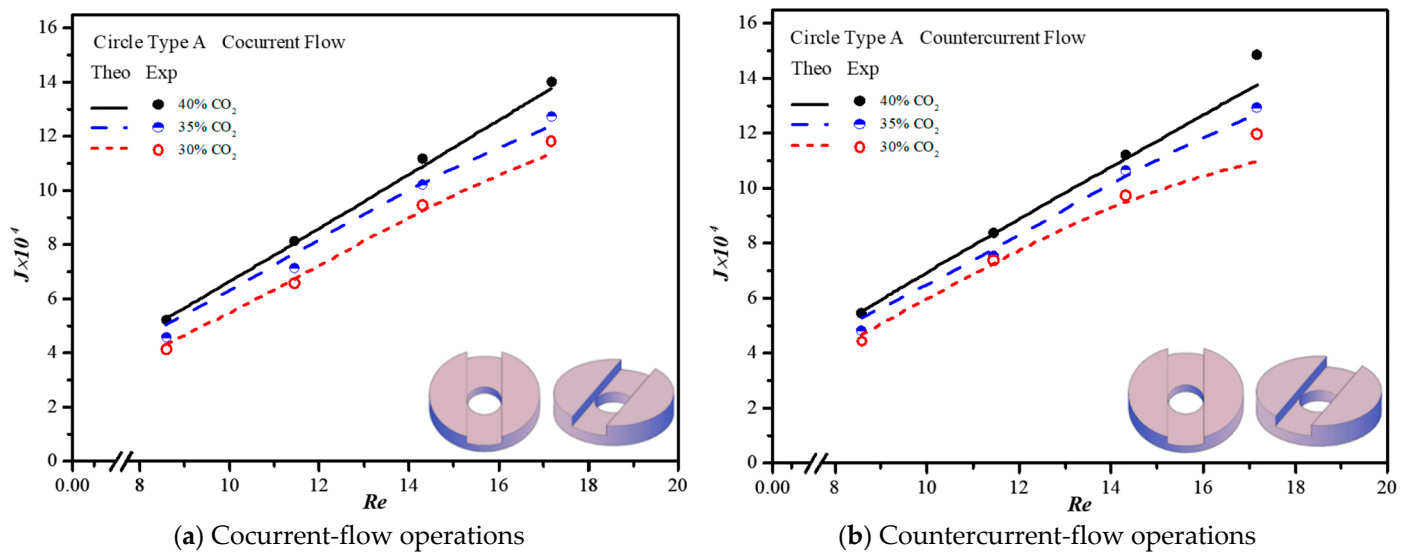 16
14
12
10
8
6
4
2
0
J×10⁴
Circle Type A Cocurrent Flow
Theo Exp
40% CO₂
35% CO₂
30% CO₂
0.00 8 10 12 14 16 18 20
Re
(a) Cocurrent-flow operations
16
14
12
10
8
6
4
2
0
J×10⁴
Circle Type A Countercurrent Flow
Theo Exp
40% CO₂
35% CO₂
30% CO₂
0.00 8 10 12 14 16 18 20
Re
(b) Countercurrent-flow operations